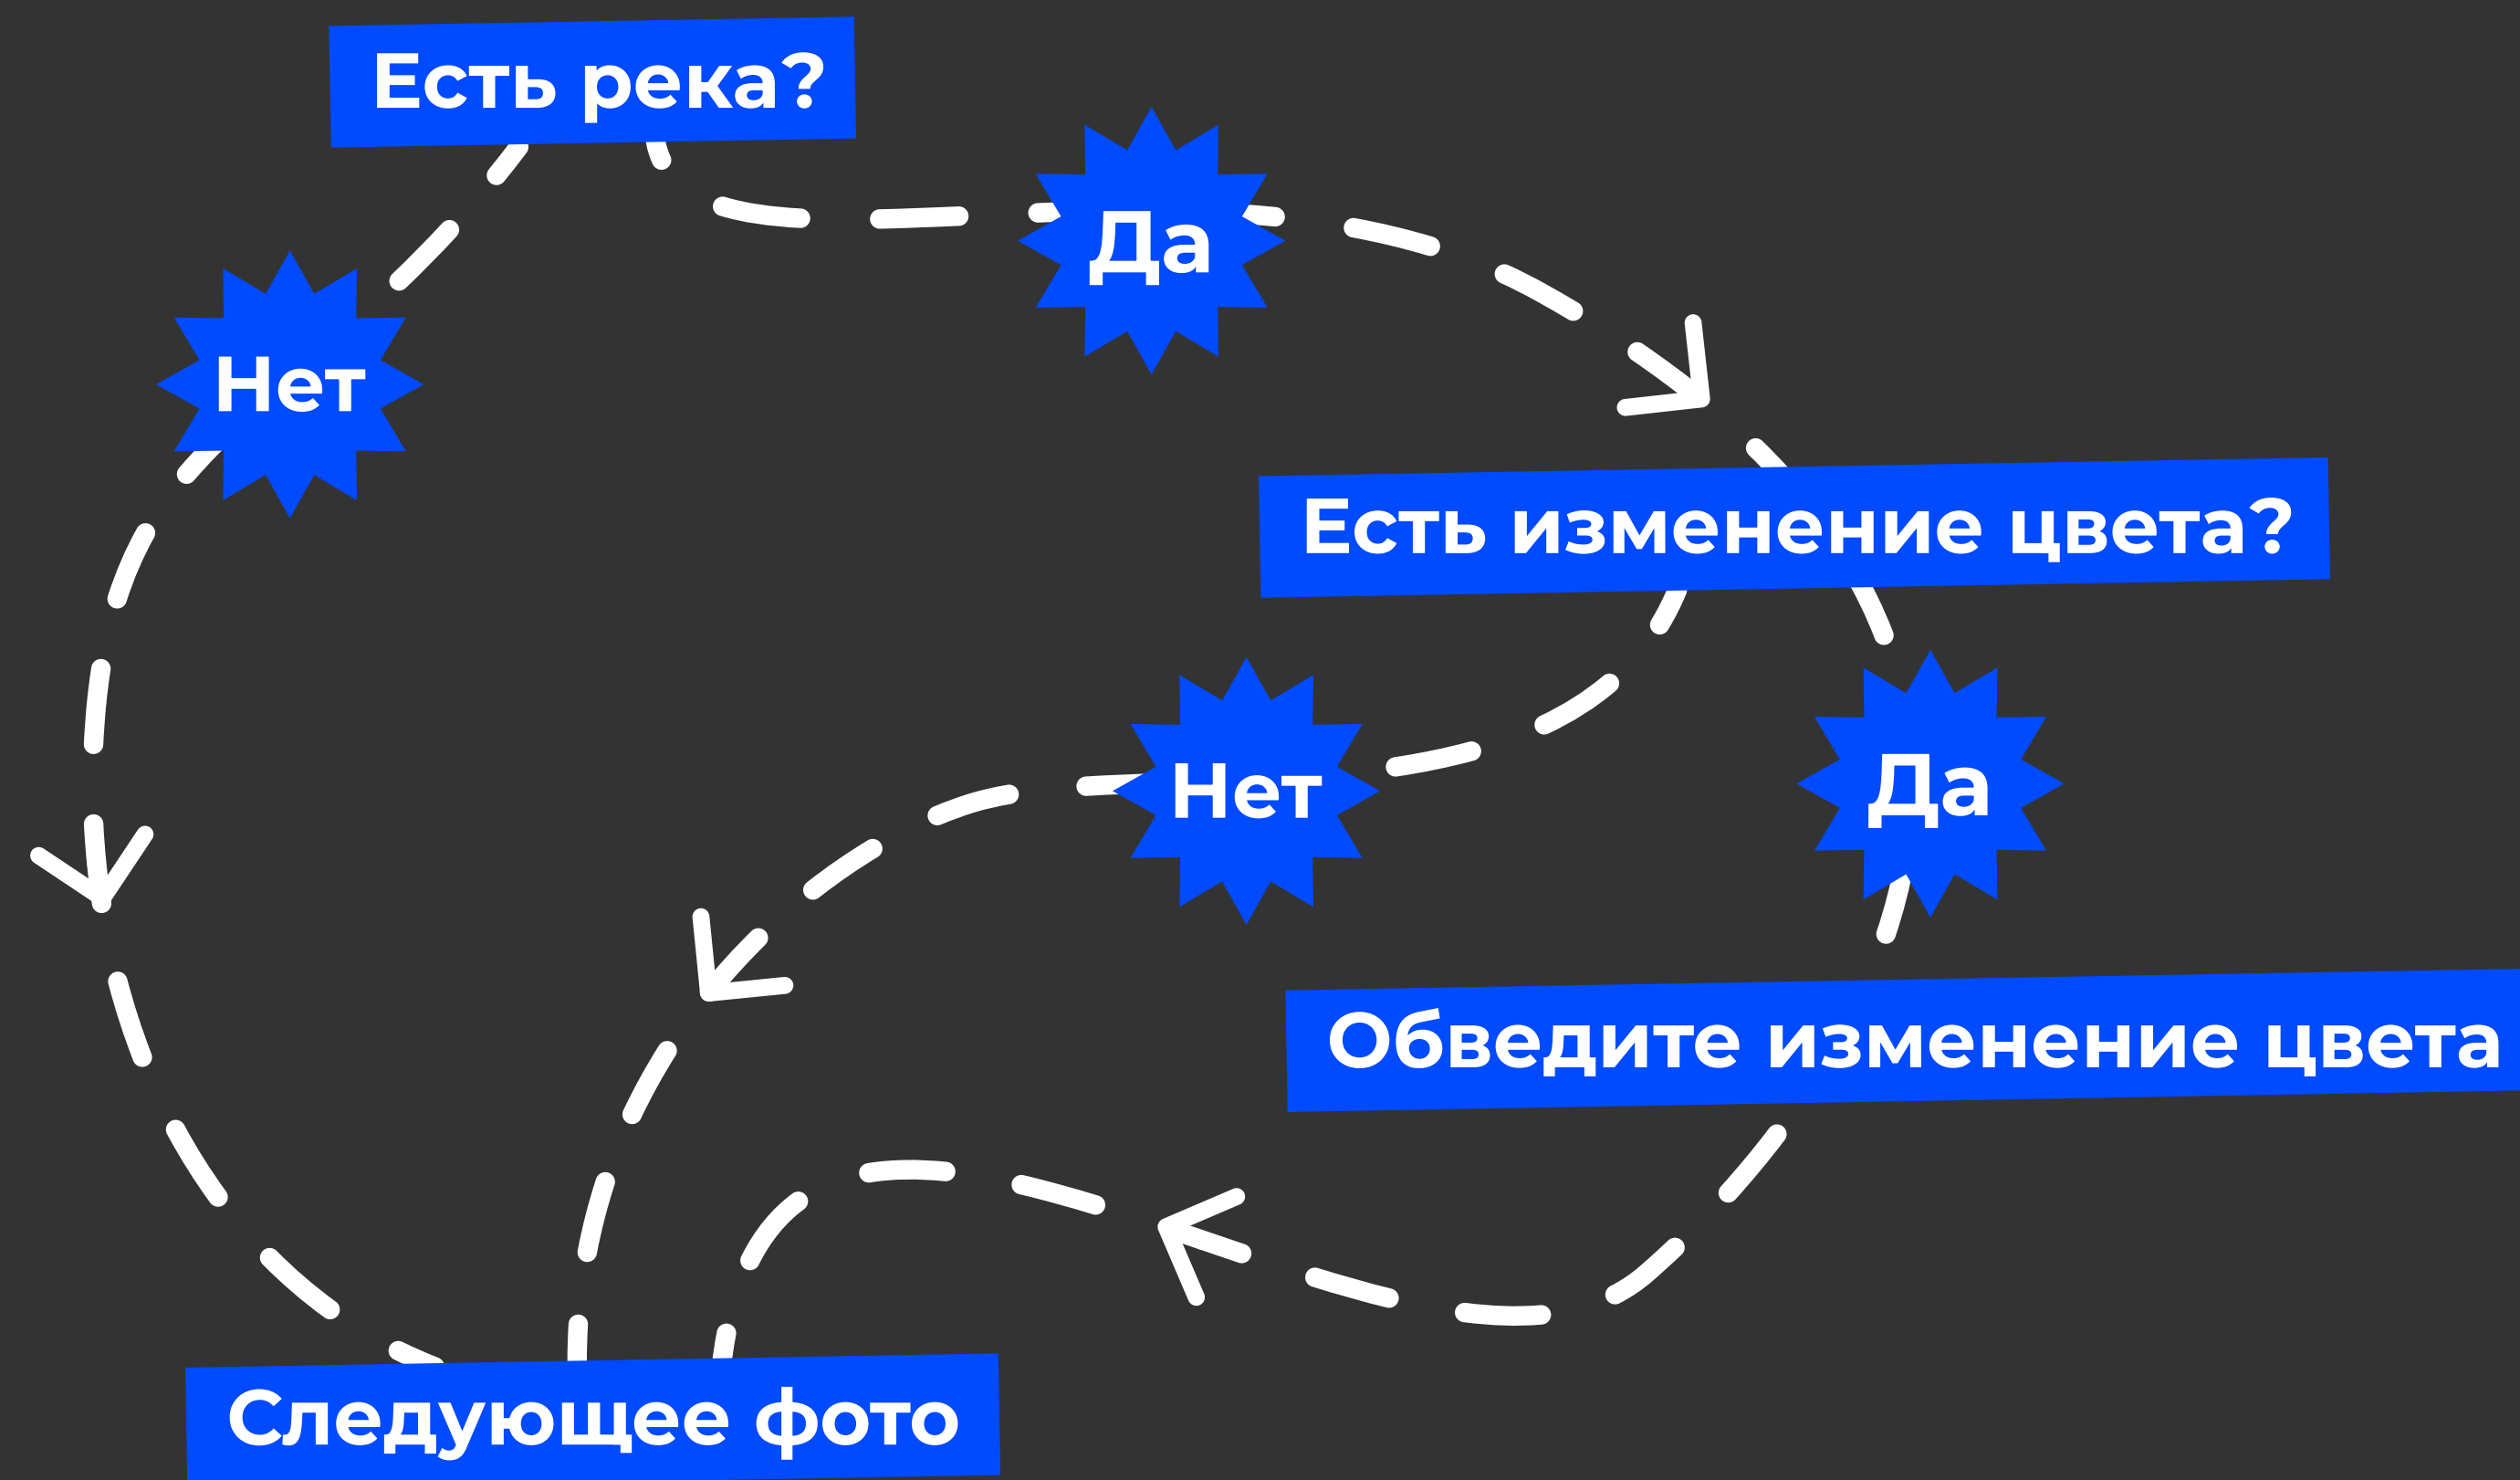 Есть река?
Да
Нет
Есть изменение цвета?
Нет
Да
Обведите изменение цвета
Следующее фото